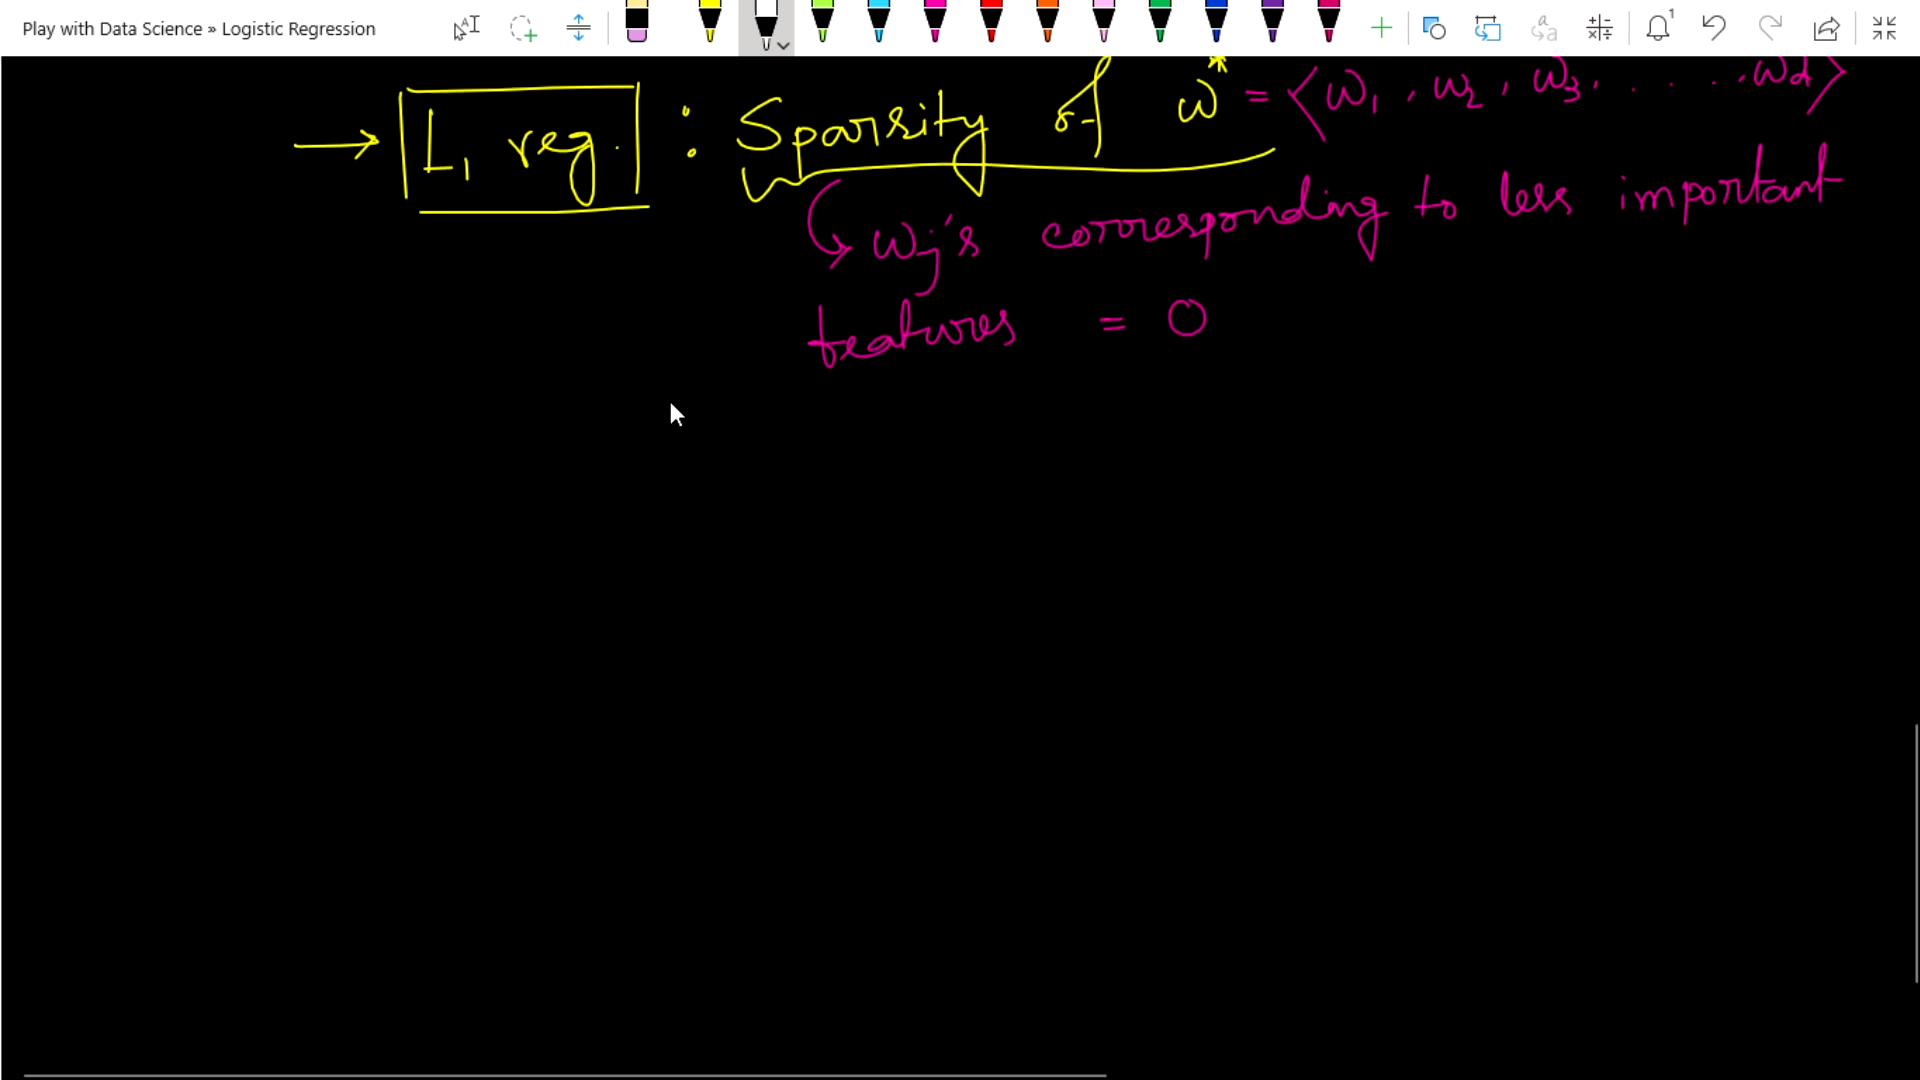 Play with Data Science » Logistic Regression
→ L₁ reg. : Sparsity of w* = <w₁, w₂, w₃, . . . . . w_d>
↳ wⱼ's corresponding to less important
features = 0